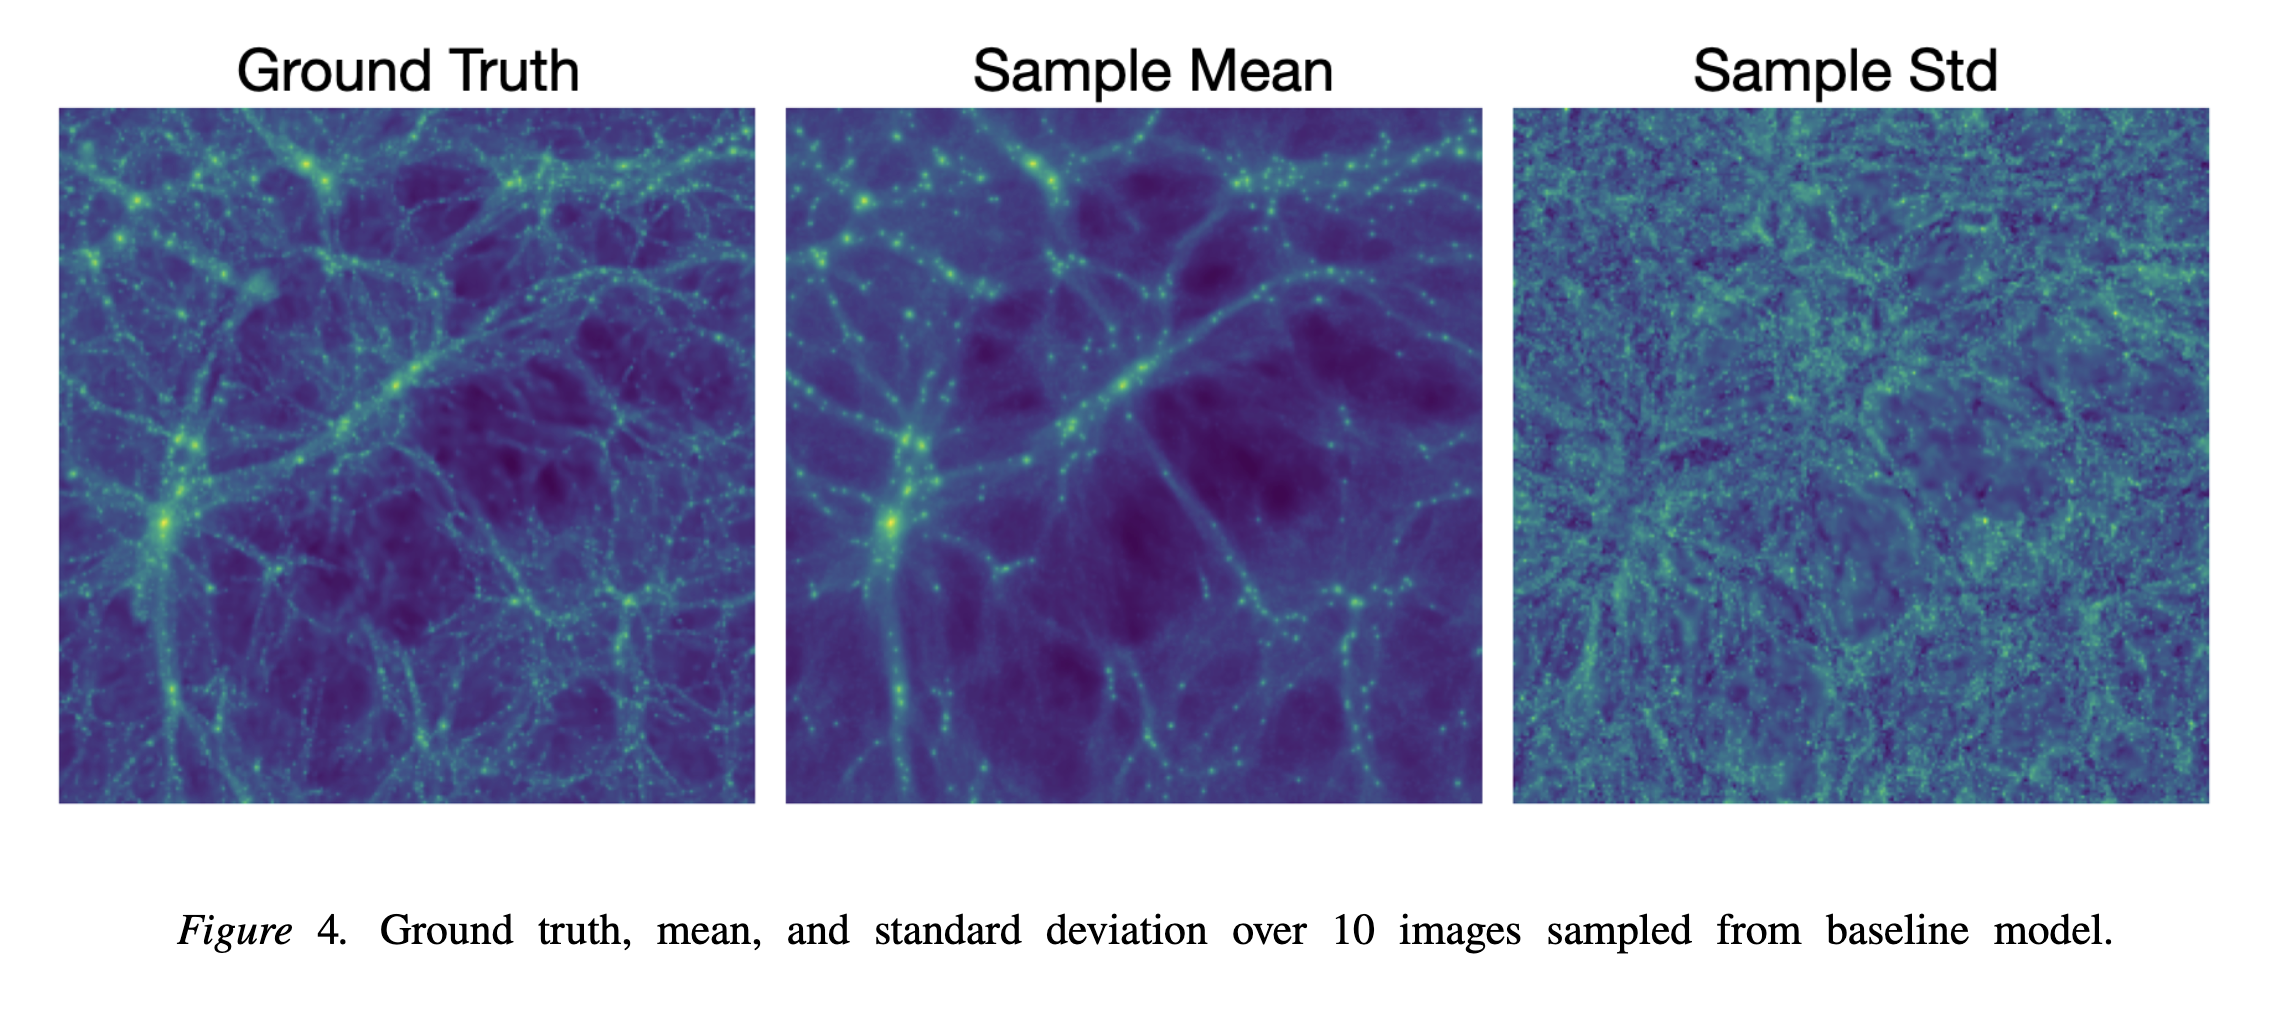 Ground Truth
Sample Mean
Sample Std
Figure 4. Ground truth, mean, and standard deviation over 10 images sampled from baseline model.